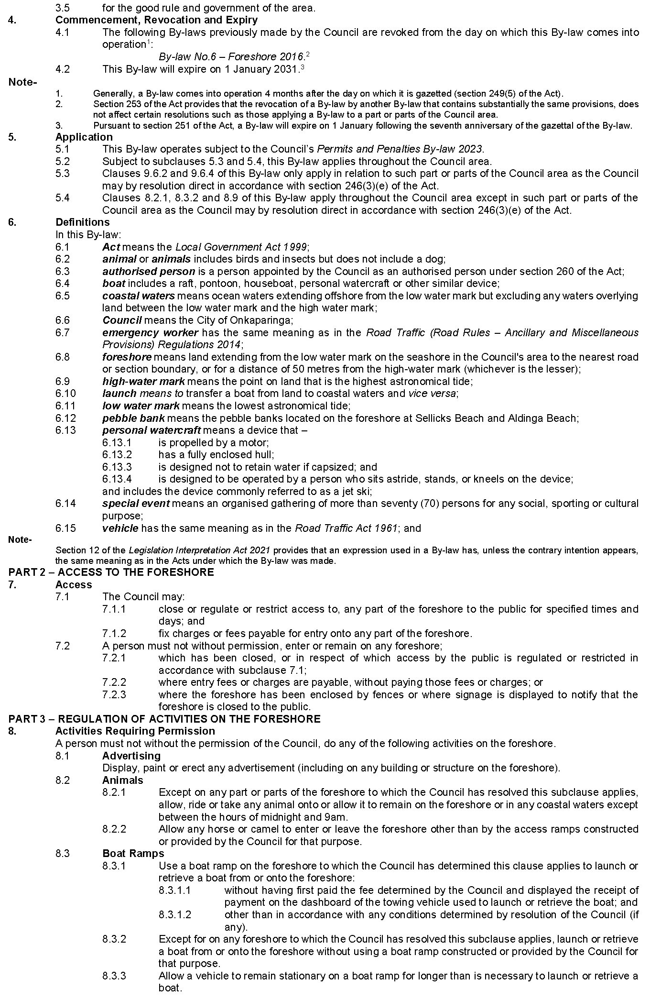 3.5 for the good rule and government of the area.
4. Commencement, Revocation and Expiry
4.1 The following By-laws previously made by the Council are revoked from the day on which this By-law comes into
operation1:
By-law No.6 – Foreshore 2016.2
4.2 This By-law will expire on 1 January 2031.3
Note-
1. Generally, a By-law comes into operation 4 months after the day on which it is gazetted (section 249(5) of the Act).
2. Section 253 of the Act provides that the revocation of a By-law by another By-law that contains substantially the same provisions, does
not affect certain resolutions such as those applying a By-law to a part or parts of the Council area.
3. Pursuant to section 251 of the Act, a By-law will expire on 1 January following the seventh anniversary of the gazettal of the By-law.
5. Application
5.1 This By-law operates subject to the Council's Permits and Penalties By-law 2023.
5.2 Subject to subclauses 5.3 and 5.4, this By-law applies throughout the Council area.
5.3 Clauses 9.6.2 and 9.6.4 of this By-law only apply in relation to such part or parts of the Council area as the Council
may by resolution direct in accordance with section 246(3)(e) of the Act.
5.4 Clauses 8.2.1, 8.3.2 and 8.9 of this By-law apply throughout the Council area except in such part or parts of the
Council area as the Council may by resolution direct in accordance with section 246(3)(e) of the Act.
6. Definitions
In this By-law:
6.1 Act means the Local Government Act 1999;
6.2 animal or animals includes birds and insects but does not include a dog;
6.3 authorised person is a person appointed by the Council as an authorised person under section 260 of the Act;
6.4 boat includes a raft, pontoon, houseboat, personal watercraft or other similar device;
6.5 coastal waters means ocean waters extending offshore from the low water mark but excluding any waters overlying
land between the low water mark and the high water mark;
6.6 Council means the City of Onkaparinga;
6.7 emergency worker has the same meaning as in the Road Traffic (Road Rules – Ancillary and Miscellaneous
Provisions) Regulations 2014;
6.8 foreshore means land extending from the low water mark on the seashore in the Council's area to the nearest road
or section boundary, or for a distance of 50 metres from the high-water mark (whichever is the lesser);
6.9 high-water mark means the point on land that is the highest astronomical tide;
6.10 launch means to transfer a boat from land to coastal waters and vice versa;
6.11 low water mark means the lowest astronomical tide;
6.12 pebble bank means the pebble banks located on the foreshore at Sellicks Beach and Aldinga Beach;
6.13 personal watercraft means a device that –
6.13.1 is propelled by a motor;
6.13.2 has a fully enclosed hull;
6.13.3 is designed not to retain water if capsized; and
6.13.4 is designed to be operated by a person who sits astride, stands, or kneels on the device;
and includes the device commonly referred to as a jet ski;
6.14 special event means an organised gathering of more than seventy (70) persons for any social, sporting or cultural
purpose;
6.15 vehicle has the same meaning as in the Road Traffic Act 1961; and
Note-
Section 12 of the Legislation Interpretation Act 2021 provides that an expression used in a By-law has, unless the contrary intention appears,
the same meaning as in the Acts under which the By-law was made.
PART 2 – ACCESS TO THE FORESHORE
7. Access
7.1 The Council may:
7.1.1 close or regulate or restrict access to, any part of the foreshore to the public for specified times and
days; and
7.1.2 fix charges or fees payable for entry onto any part of the foreshore.
7.2 A person must not without permission, enter or remain on any foreshore;
7.2.1 which has been closed, or in respect of which access by the public is regulated or restricted in
accordance with subclause 7.1;
7.2.2 where entry fees or charges are payable, without paying those fees or charges; or
7.2.3 where the foreshore has been enclosed by fences or where signage is displayed to notify that the
foreshore is closed to the public.
PART 3 – REGULATION OF ACTIVITIES ON THE FORESHORE
8. Activities Requiring Permission
A person must not without the permission of the Council, do any of the following activities on the foreshore.
8.1 Advertising
Display, paint or erect any advertisement (including on any building or structure on the foreshore).
8.2 Animals
8.2.1 Except on any part or parts of the foreshore to which the Council has resolved this subclause applies,
allow, ride or take any animal onto or allow it to remain on the foreshore or in any coastal waters except
between the hours of midnight and 9am.
8.2.2 Allow any horse or camel to enter or leave the foreshore other than by the access ramps constructed
or provided by the Council for that purpose.
8.3 Boat Ramps
8.3.1 Use a boat ramp on the foreshore to which the Council has determined this clause applies to launch or
retrieve a boat from or onto the foreshore:
8.3.1.1 without having first paid the fee determined by the Council and displayed the receipt of
payment on the dashboard of the towing vehicle used to launch or retrieve the boat; and
8.3.1.2 other than in accordance with any conditions determined by resolution of the Council (if
any).
8.3.2 Except for on any foreshore to which the Council has resolved this subclause applies, launch or retrieve
a boat from or onto the foreshore without using a boat ramp constructed or provided by the Council for
that purpose.
8.3.3 Allow a vehicle to remain stationary on a boat ramp for longer than is necessary to launch or retrieve a
boat.